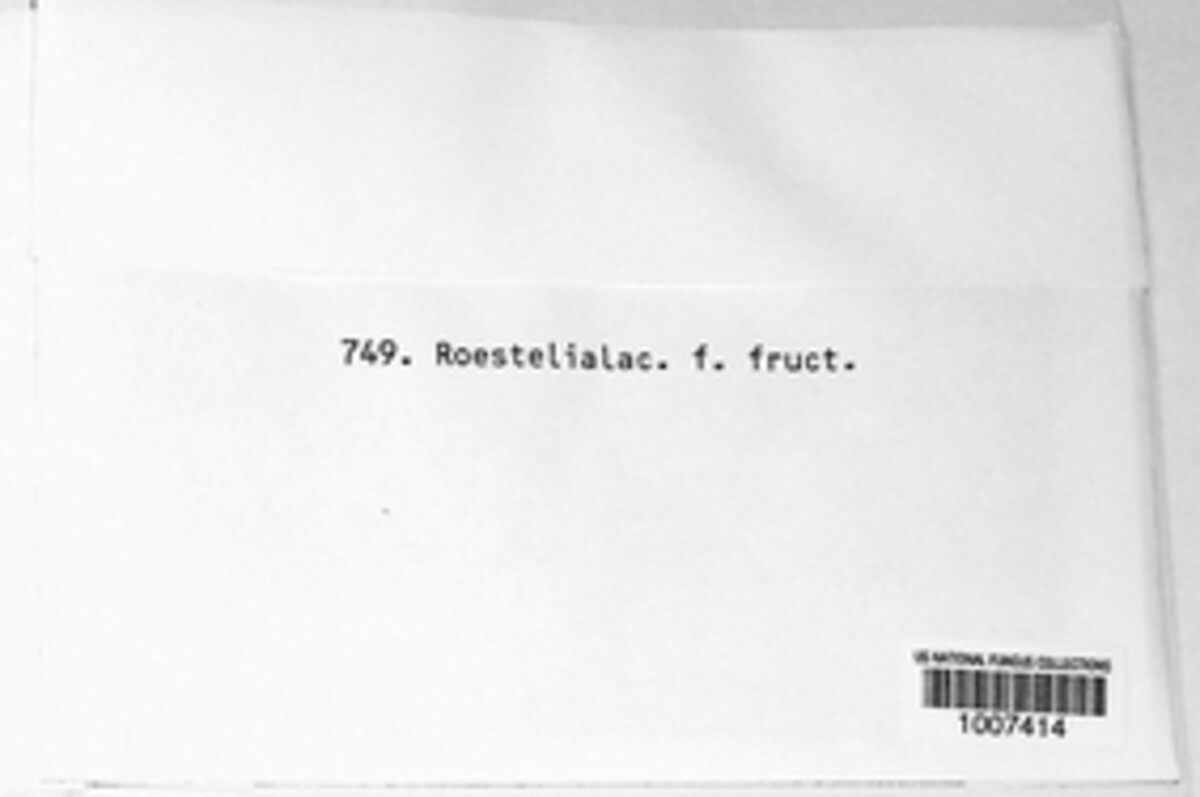 749. Roestelialac. f. fruct.
US NATIONAL FUNGUS COLLECTIONS
1007414